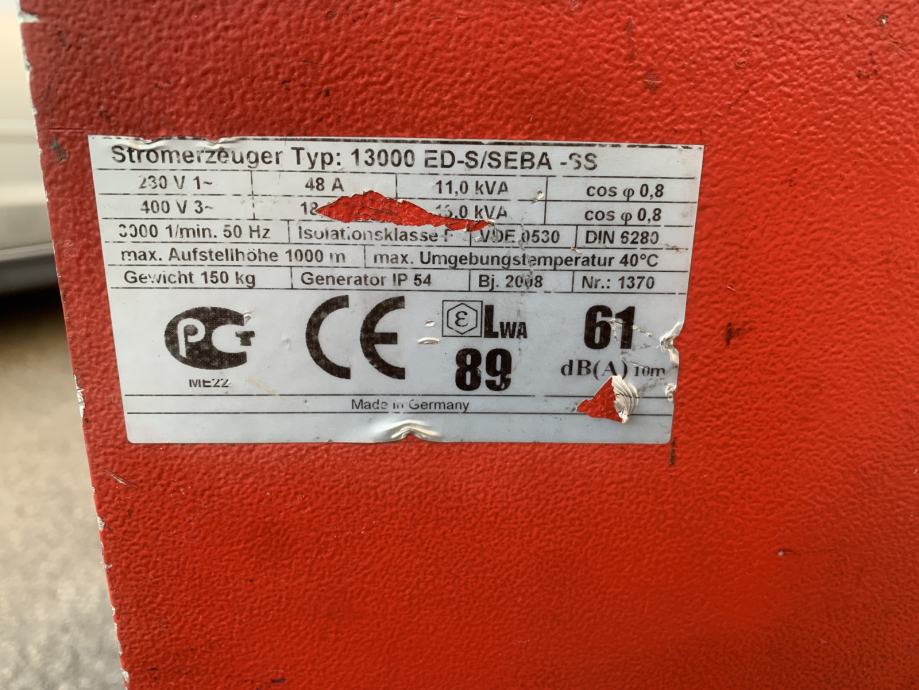 Stromerzeuger Typ: 13000 ED-S/SEBA -SS
230 V 1~ 48 A 11,0 kVA cos φ 0,8
400 V 3~ cos φ 0,8
3000 1/min. 50 Hz Isolationsklasse VDE 0530 DIN 6280
max. Aufstellhöhe 1000 m max. Umgebungstemperatur 40°C
Gewicht 150 kg Generator IP 54 Bj. 2008 Nr.: 1370
CE ε LWA 61
ME22 89 dB(A) 10m
Made in Germany